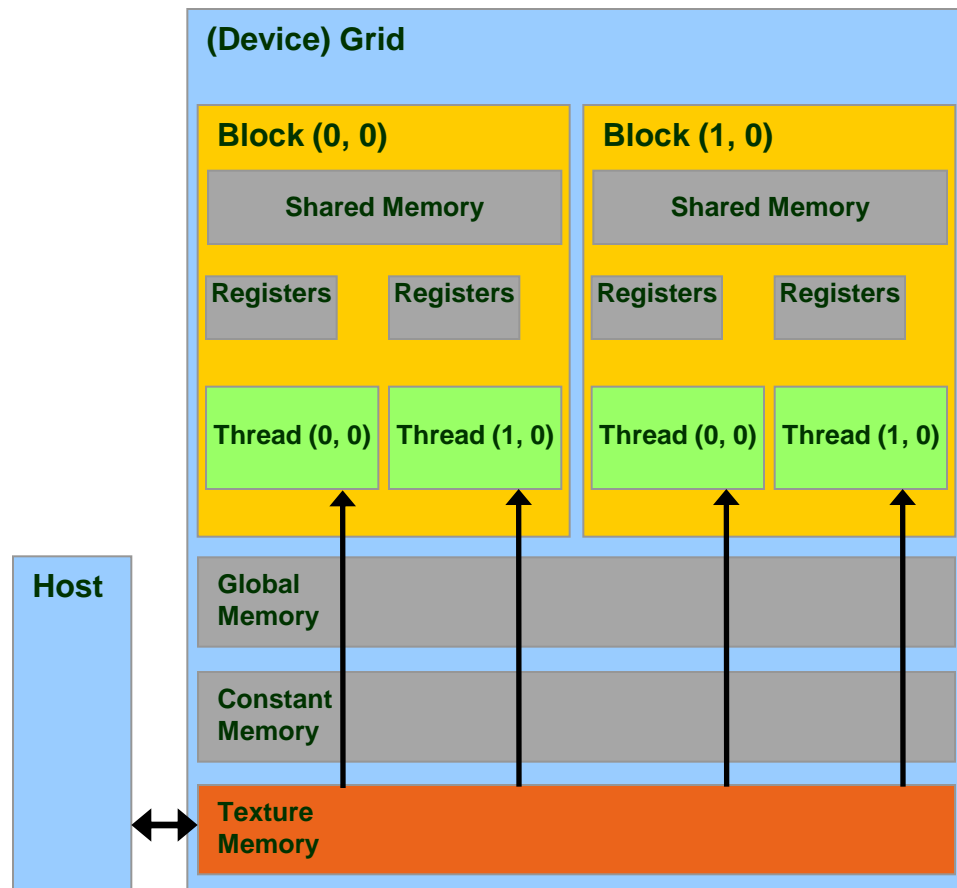 (Device) Grid
Block (0, 0)
Block (1, 0)
Shared Memory
Shared Memory
Registers
Registers
Registers
Registers
Thread (0, 0)
Thread (1, 0)
Thread (0, 0)
Thread (1, 0)
Host
Global
Memory
Constant
Memory
Texture
Memory